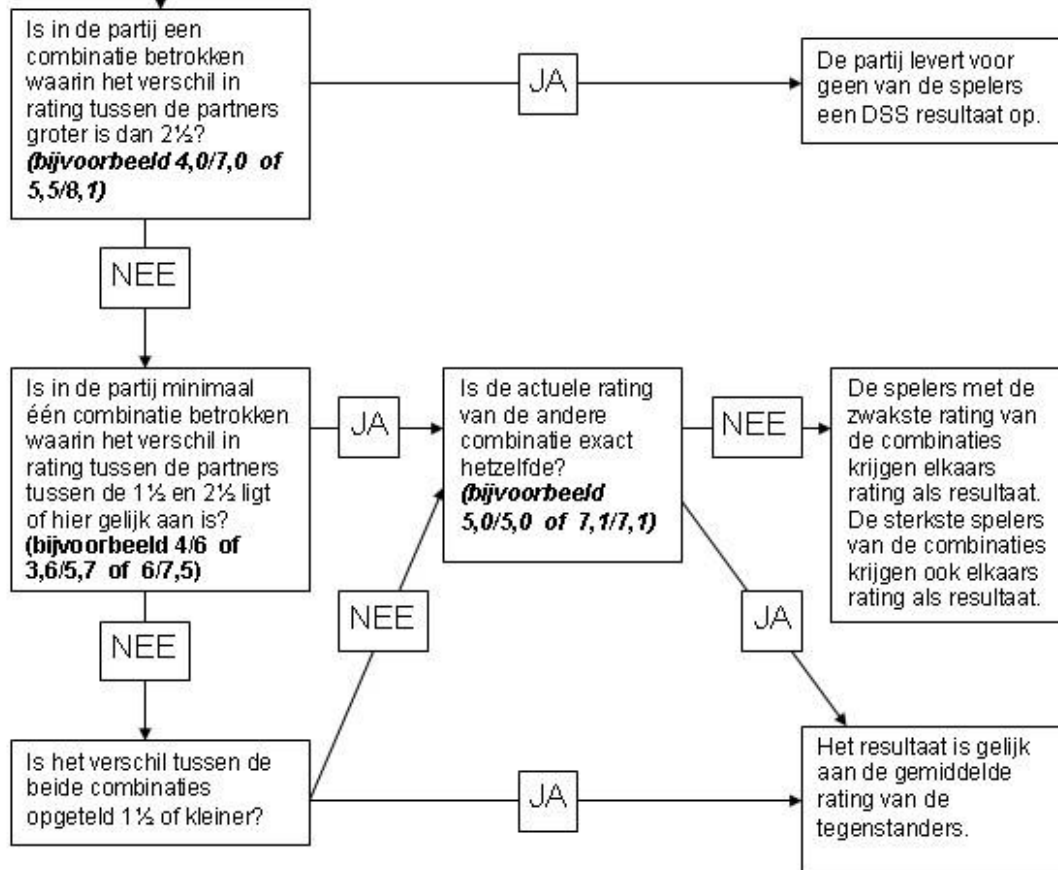 Is in de partij een
combinatie betrokken
waarin het verschil in
rating tussen de partners
groter is dan 2½?
(bijvoorbeeld 4,0/7,0 of
5,5/8,1)
JA
De partij levert voor
geen van de spelers
een DSS resultaat op.
NEE
Is in de partij minimaal
één combinatie betrokken
waarin het verschil in
rating tussen de partners
tussen de 1½ en 2½ ligt
of hier gelijk aan is?
(bijvoorbeeld 4/6 of
3,6/5,7 of 6/7,5)
JA
Is de actuele rating
van de andere
combinatie exact
hetzelfde?
(bijvoorbeeld
5,0/5,0 of 7,1/7,1)
NEE
De spelers met de
zwakste rating van
de combinaties
krijgen elkaars
rating als resultaat.
De sterkste spelers
van de combinaties
krijgen ook elkaars
rating als resultaat.
NEE
NEE
JA
Is het verschil tussen de
beide combinaties
opgeteld 1½ of kleiner?
JA
Het resultaat is gelijk
aan de gemiddelde
rating van de
tegenstanders.